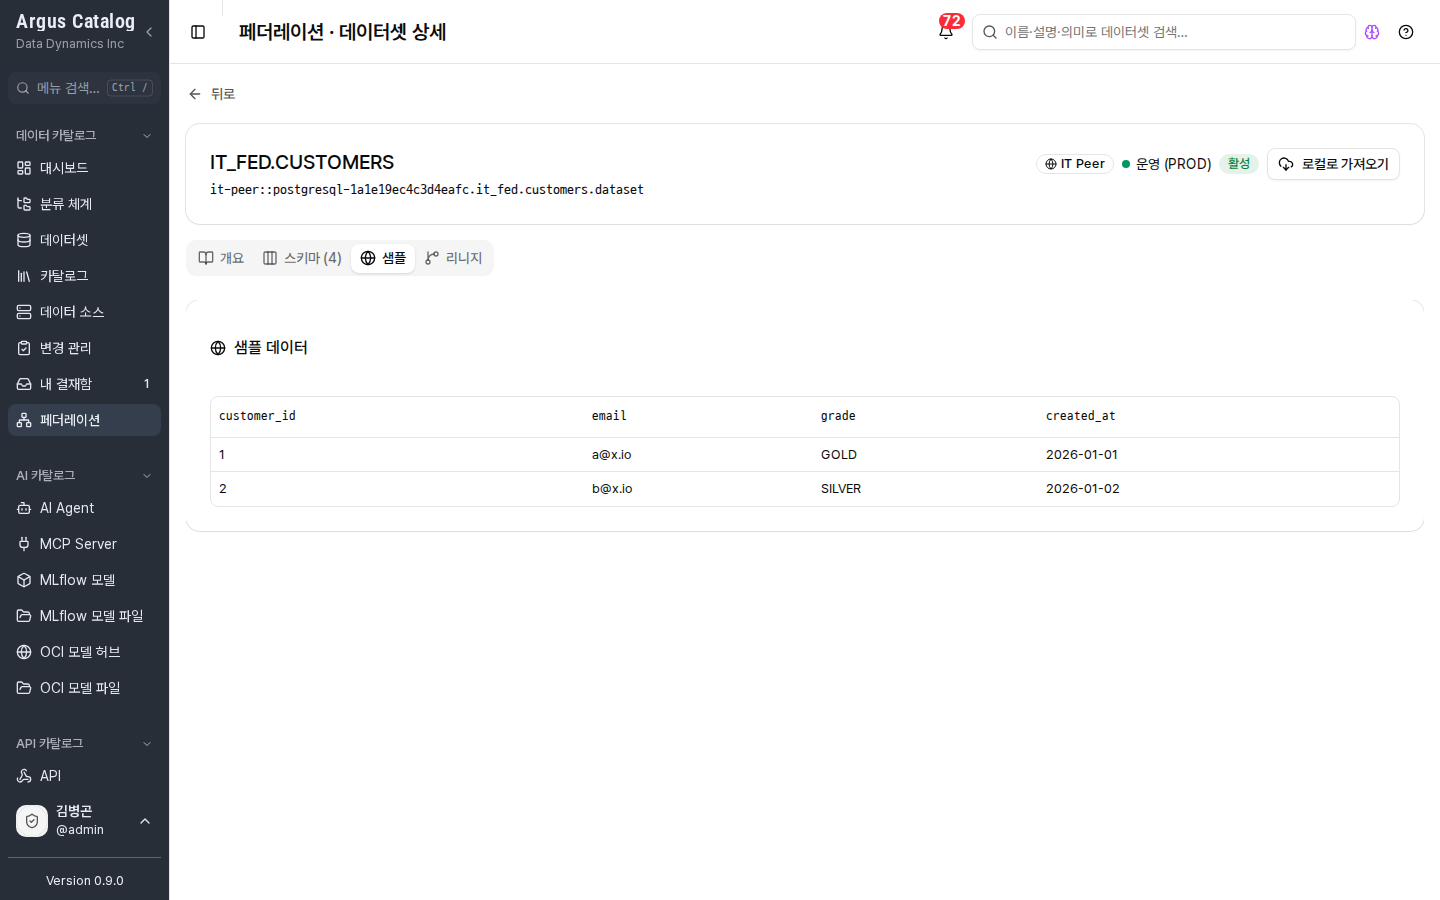 Argus Catalog
Data Dynamics Inc
메뉴 검색... Ctrl /
데이터 카탈로그
대시보드
분류 체계
데이터셋
카탈로그
데이터 소스
변경 관리
내 결재함 1
페더레이션
AI 카탈로그
AI Agent
MCP Server
MLflow 모델
MLflow 모델 파일
OCI 모델 허브
OCI 모델 파일
API 카탈로그
API
김병곤
@admin
Version 0.9.0
페더레이션 · 데이터셋 상세
72
이름·설명·의미로 데이터셋 검색...
뒤로
IT_FED.CUSTOMERS
it-peer::postgresql-1a1e19ec4c3d4eafc.it_fed.customers.dataset
IT Peer 운영 (PROD) 활성 로컬로 가져오기
개요 스키마 (4) 샘플 리니지
샘플 데이터
customer_id email grade created_at
1 a@x.io GOLD 2026-01-01
2 b@x.io SILVER 2026-01-02